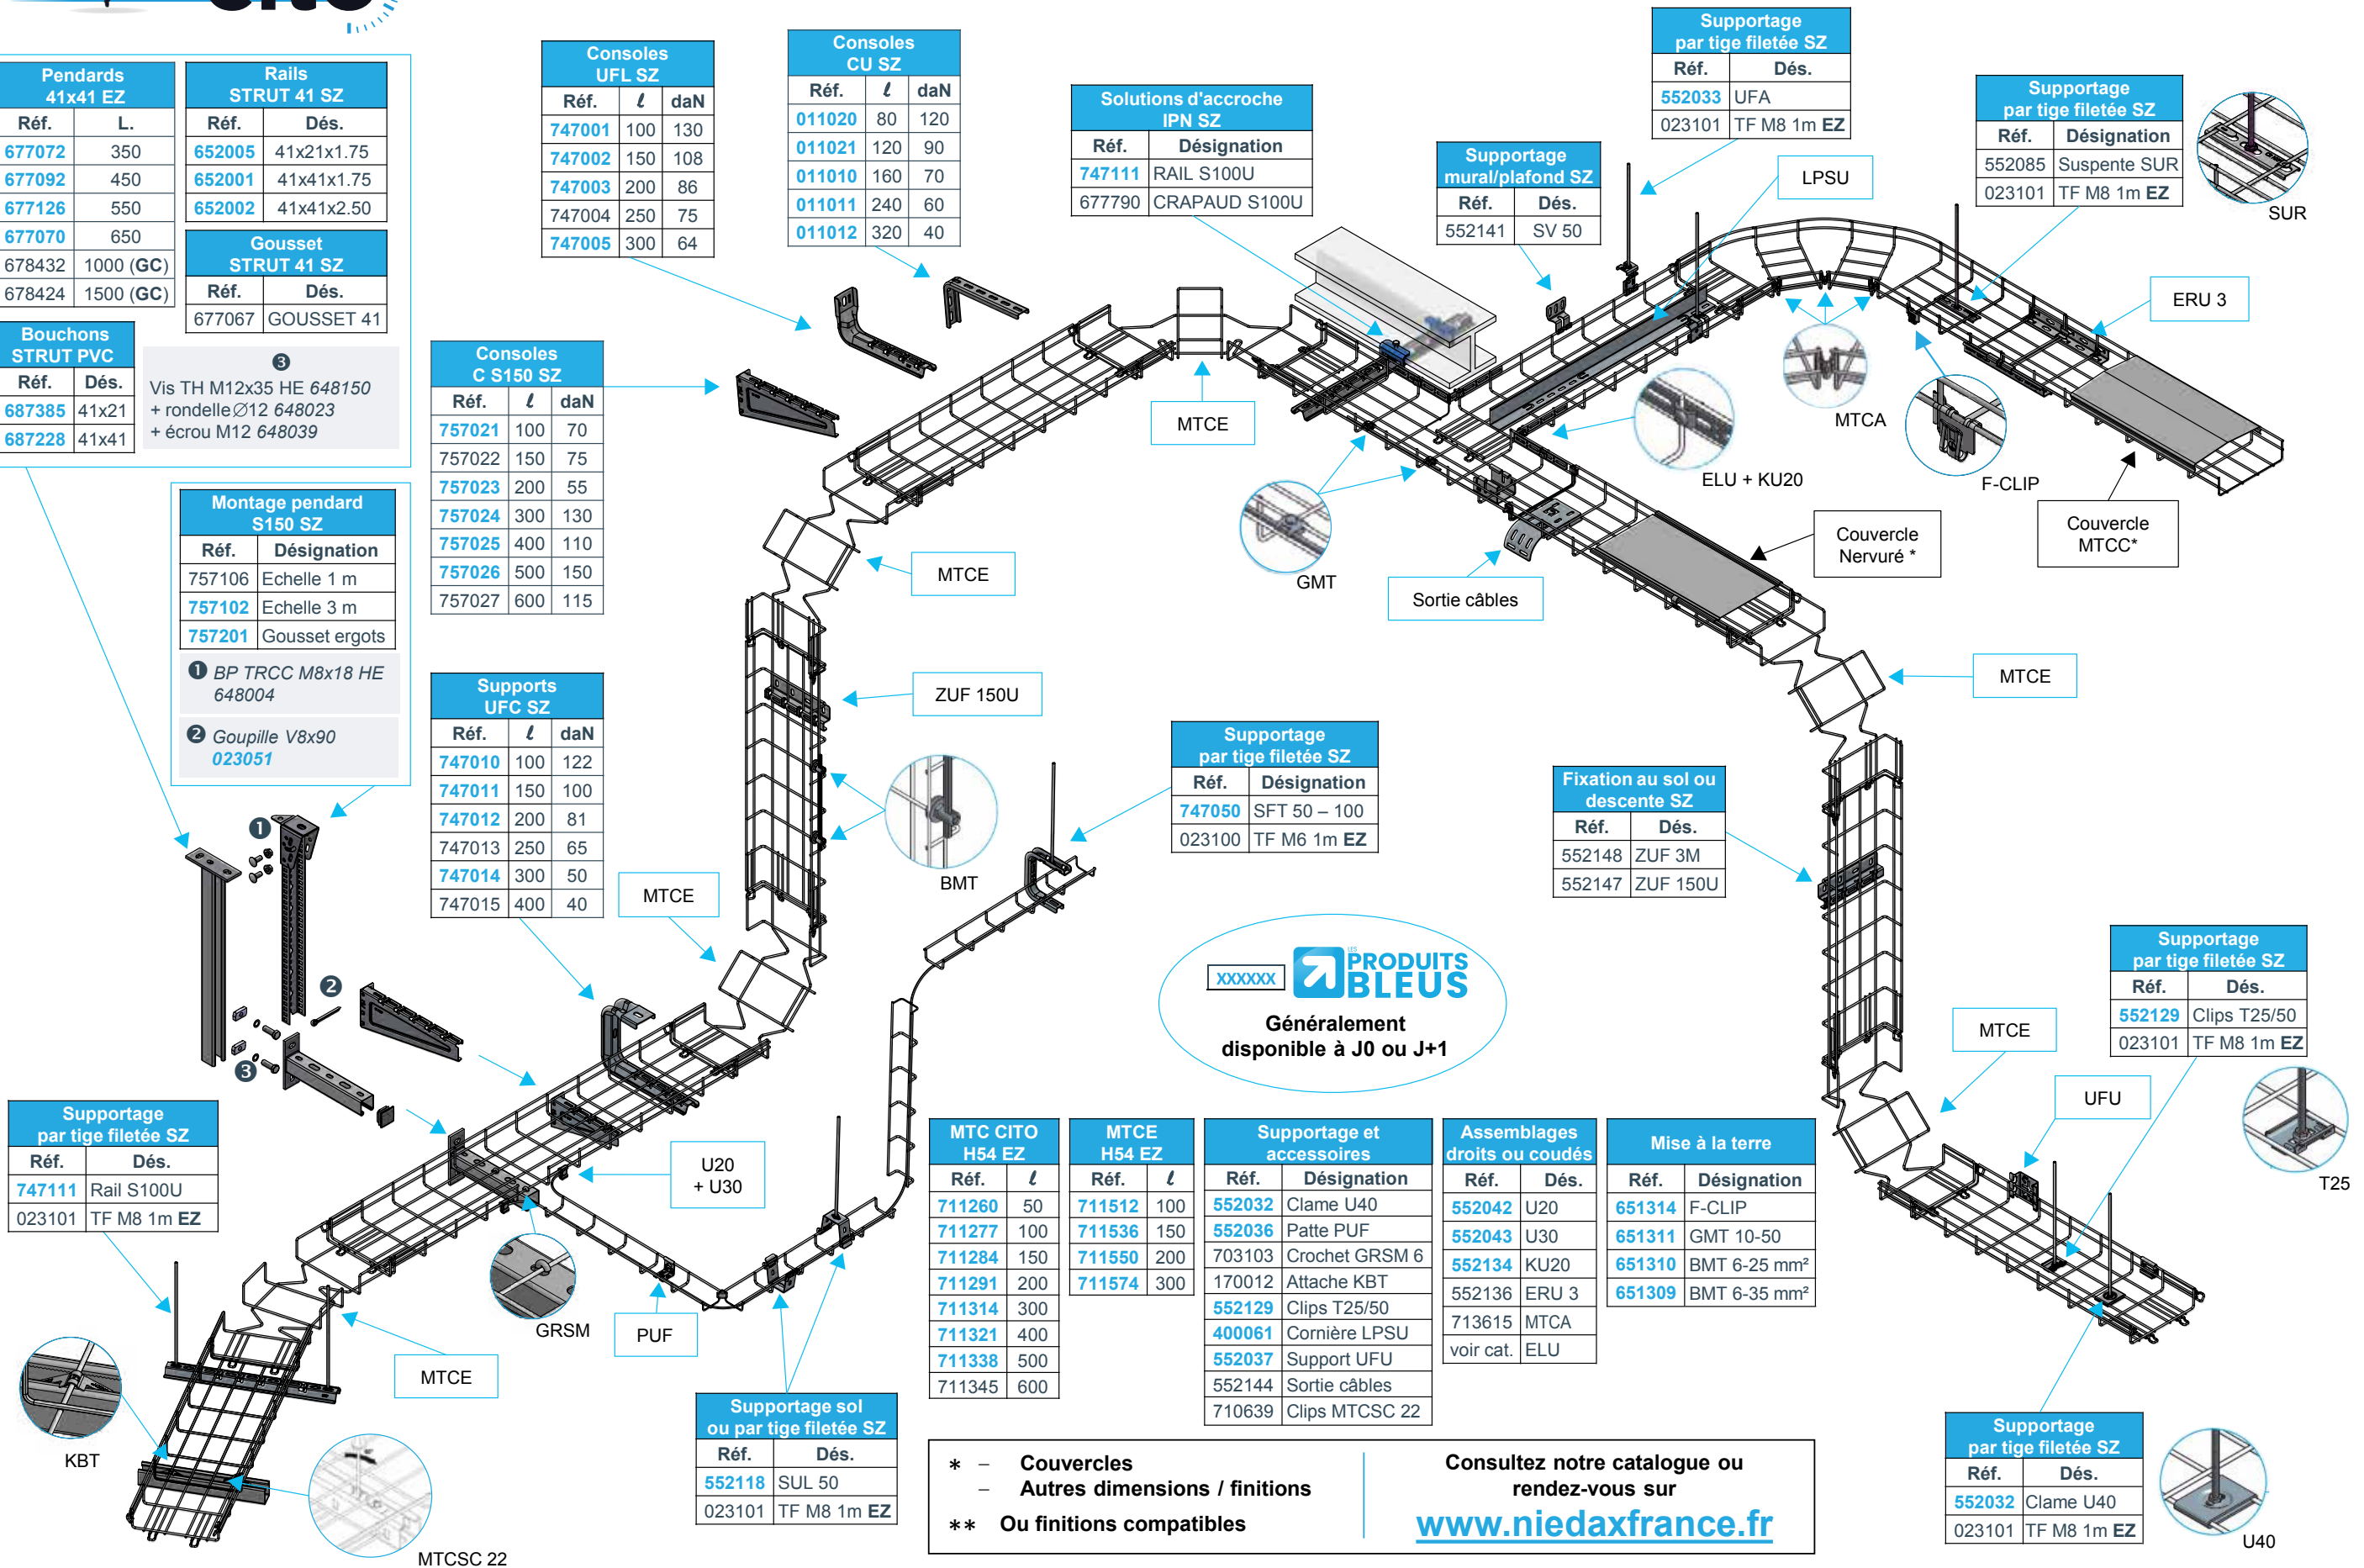 cito
Pendards
41x41 EZ
Réf. L.
677072 350
677092 450
677126 550
677070 650
678432 1000 (GC)
678424 1500 (GC)
Rails
STRUT 41 SZ
Réf. Dés.
652005 41x21x1.75
652001 41x41x1.75
652002 41x41x2.50
Gousset
STRUT 41 SZ
Réf. Dés.
677067 GOUSSET 41
Bouchons
STRUT PVC
Réf. Dés.
687385 41x21
687228 41x41
❸
Vis TH M12x35 HE 648150
+ rondelle∅12 648023
+ écrou M12 648039
Montage pendard
S150 SZ
Réf. Désignation
757106 Echelle 1 m
757102 Echelle 3 m
757201 Gousset ergots
❶ BP TRCC M8x18 HE
648004
❷ Goupille V8x90
023051
Consoles
UFL SZ
Réf. ℓ daN
747001 100 130
747002 150 108
747003 200 86
747004 250 75
747005 300 64
Consoles
CU SZ
Réf. ℓ daN
011020 80 120
011021 120 90
011010 160 70
011011 240 60
011012 320 40
Consoles
C S150 SZ
Réf. ℓ daN
757021 100 70
757022 150 75
757023 200 55
757024 300 130
757025 400 110
757026 500 150
757027 600 115
Supports
UFC SZ
Réf. ℓ daN
747010 100 122
747011 150 100
747012 200 81
747013 250 65
747014 300 50
747015 400 40
Solutions d'accroche
IPN SZ
Réf. Désignation
747111 RAIL S100U
677790 CRAPAUD S100U
Supportage
mural/plafond SZ
Réf. Dés.
552141 SV 50
Supportage
par tige filetée SZ
Réf. Dés.
552033 UFA
023101 TF M8 1m EZ
Supportage
par tige filetée SZ
Réf. Désignation
552085 Suspente SUR
023101 TF M8 1m EZ
SUR
LPSU
ERU 3
MTCE
MTCA
F-CLIP
ELU + KU20
GMT
Sortie câbles
Couvercle
Nervuré *
Couvercle
MTCC*
MTCE
MTCE
ZUF 150U
BMT
MTCE
Supportage
par tige filetée SZ
Réf. Désignation
747050 SFT 50 – 100
023100 TF M6 1m EZ
Fixation au sol ou
descente SZ
Réf. Dés.
552148 ZUF 3M
552147 ZUF 150U
xxxxxx
LES
PRODUITS
BLEUS
Généralement
disponible à J0 ou J+1
Supportage
par tige filetée SZ
Réf. Dés.
552129 Clips T25/50
023101 TF M8 1m EZ
T25
MTCE
UFU
❶
❷
❸
Supportage
par tige filetée SZ
Réf. Dés.
747111 Rail S100U
023101 TF M8 1m EZ
U20
+ U30
GRSM
PUF
MTCE
KBT
MTCSC 22
Supportage sol
ou par tige filetée SZ
Réf. Dés.
552118 SUL 50
023101 TF M8 1m EZ
MTC CITO
H54 EZ
Réf. ℓ
711260 50
711277 100
711284 150
711291 200
711314 300
711321 400
711338 500
711345 600
MTCE
H54 EZ
Réf. ℓ
711512 100
711536 150
711550 200
711574 300
Supportage et
accessoires
Réf. Désignation
552032 Clame U40
552036 Patte PUF
703103 Crochet GRSM 6
170012 Attache KBT
552129 Clips T25/50
400061 Cornière LPSU
552037 Support UFU
552144 Sortie câbles
710639 Clips MTCSC 22
Assemblages
droits ou coudés
Réf. Dés.
552042 U20
552043 U30
552134 KU20
552136 ERU 3
713615 MTCA
voir cat. ELU
Mise à la terre
Réf. Désignation
651314 F-CLIP
651311 GMT 10-50
651310 BMT 6-25 mm²
651309 BMT 6-35 mm²
Supportage
par tige filetée SZ
Réf. Dés.
552032 Clame U40
023101 TF M8 1m EZ
U40
* – Couvercles
– Autres dimensions / finitions
** Ou finitions compatibles
Consultez notre catalogue ou
rendez-vous sur
www.niedaxfrance.fr